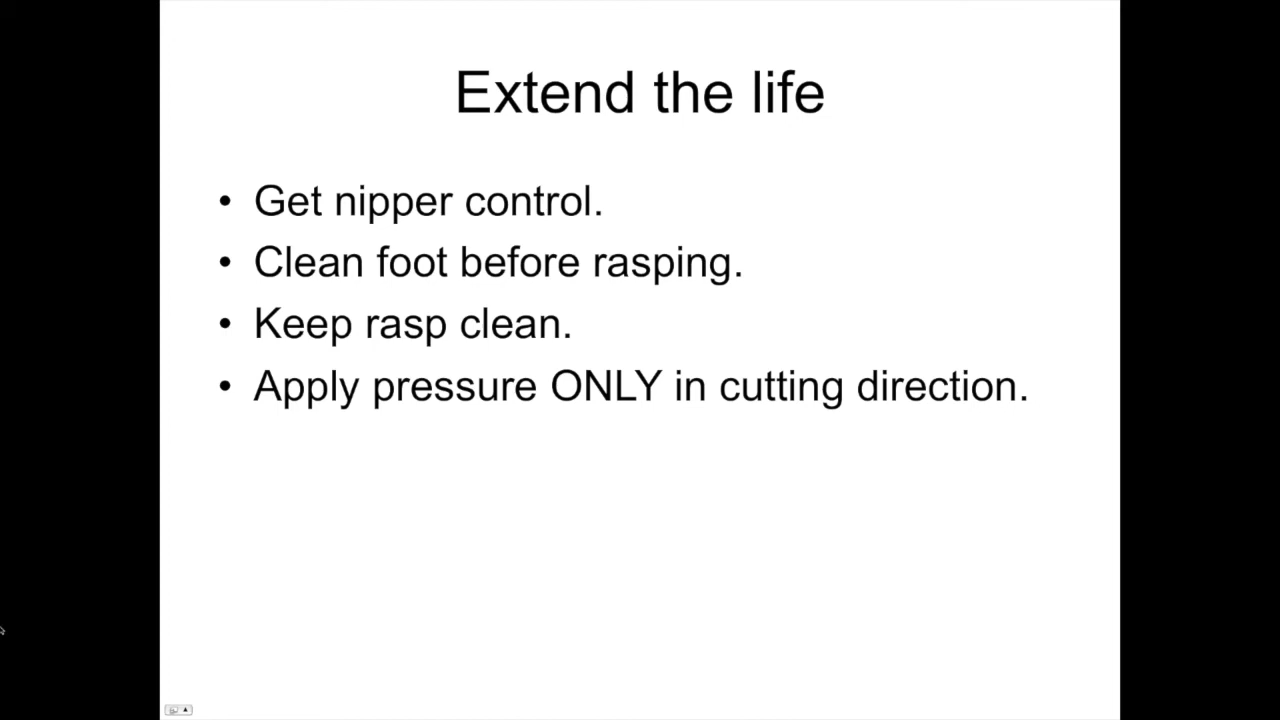 Extend the life
• Get nipper control.
• Clean foot before rasping.
• Keep rasp clean.
• Apply pressure ONLY in cutting direction.